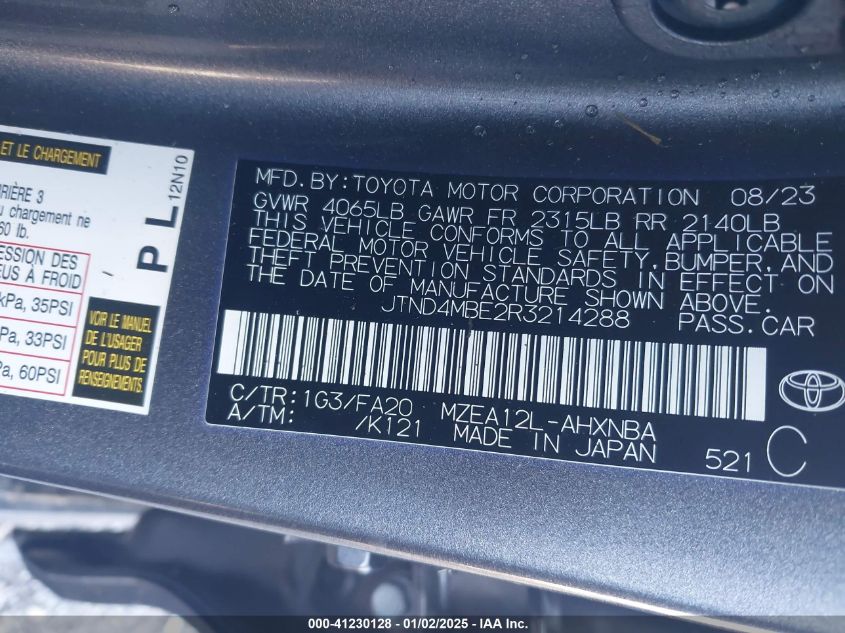 ET LE CHARGEMENT
RIÈRE 3
u chargement ne
60 lb.
ESSION DES
EUS À FROID
kPa, 35PSI
Pa, 33PSI
a, 60PSI
P L 12N10
VOIR LE MANUEL
DE L'USAGER
POUR PLUS DE
RENSEIGNEMENTS.
MFD. BY: TOYOTA MOTOR CORPORATION 08/23
GVWR 4065LB GAWR FR 2315LB RR 2140LB
THIS VEHICLE CONFORMS TO ALL APPLICABLE
FEDERAL MOTOR VEHICLE SAFETY, BUMPER, AND
THEFT PREVENTION STANDARDS IN EFFECT ON
THE DATE OF MANUFACTURE SHOWN ABOVE.
JTND4MBE2R3214288 PASS. CAR
C/TR: 1G3/FA20 MZEA12L-AHXNBA
A/TM: /K121 MADE IN JAPAN 521 C
TOYOTA
000-41230128 - 01/02/2025 - IAA Inc.